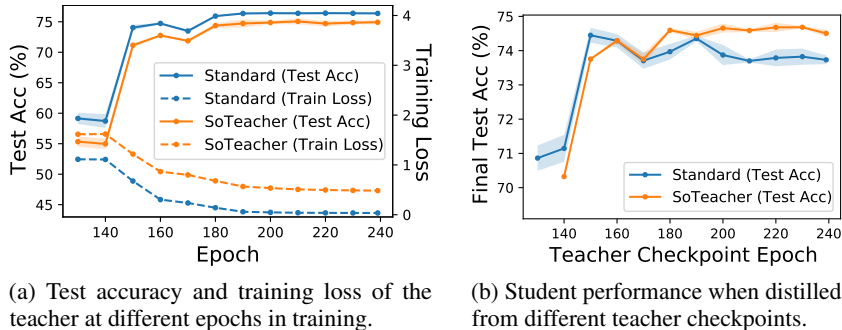 75
70
65
60
55
50
45
Test Acc (%)
4
3
2
1
0
Training Loss
Standard (Test Acc)
Standard (Train Loss)
SoTeacher (Test Acc)
SoTeacher (Train Loss)
140 160 180 200 220 240
Epoch
(a) Test accuracy and training loss of the
teacher at different epochs in training.
75
74
73
72
71
70
Final Test Acc (%)
Standard (Test Acc)
SoTeacher (Test Acc)
140 160 180 200 220 240
Teacher Checkpoint Epoch
(b) Student performance when distilled
from different teacher checkpoints.